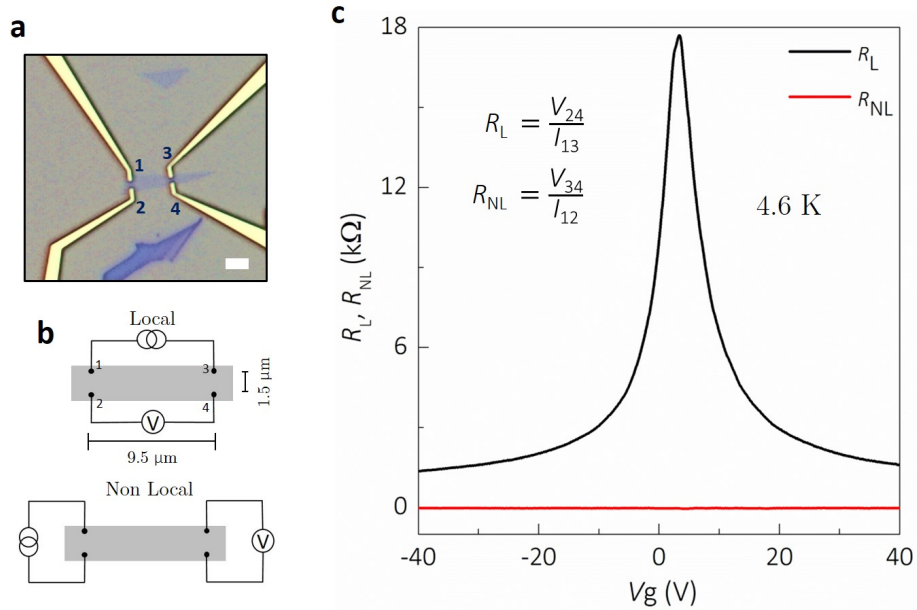 a
1
3
2
4
b
Local
1
3
2
4
V
1.5 μm
9.5 μm
Non Local
V
c
18
12
6
0
R_L, R_NL (kΩ)
R_L = V_24 / I_13
R_NL = V_34 / I_12
R_L
R_NL
4.6 K
-40
-20
0
20
40
Vg (V)